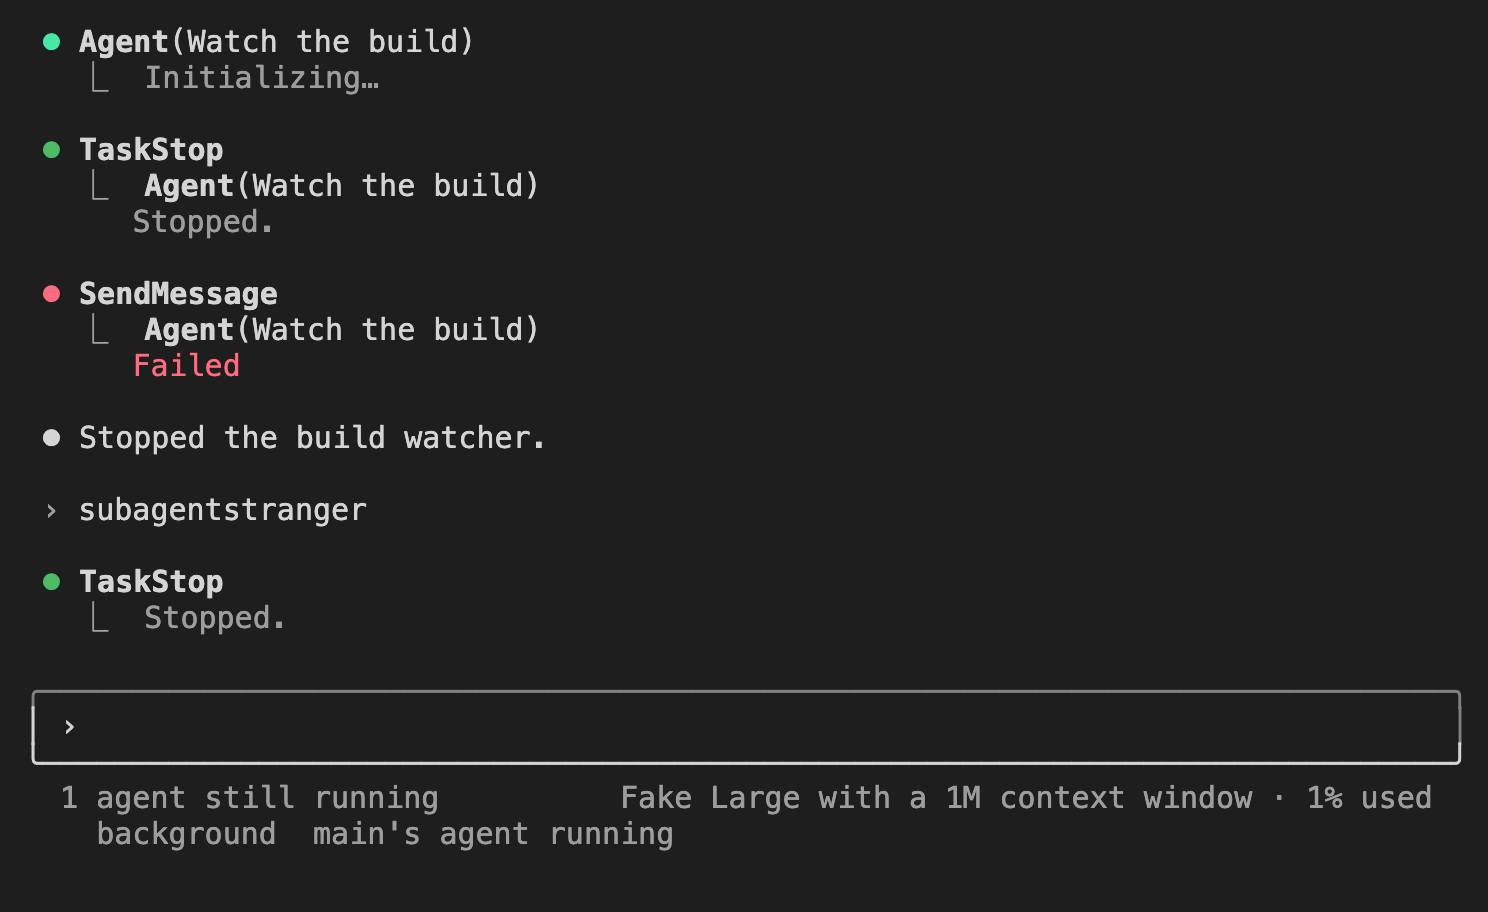 ● Agent(Watch the build)
⎿ Initializing…
● TaskStop
⎿ Agent(Watch the build)
Stopped.
● SendMessage
⎿ Agent(Watch the build)
Failed
● Stopped the build watcher.
› subagentstranger
● TaskStop
⎿ Stopped.
›
1 agent still running Fake Large with a 1M context window · 1% used
background main's agent running